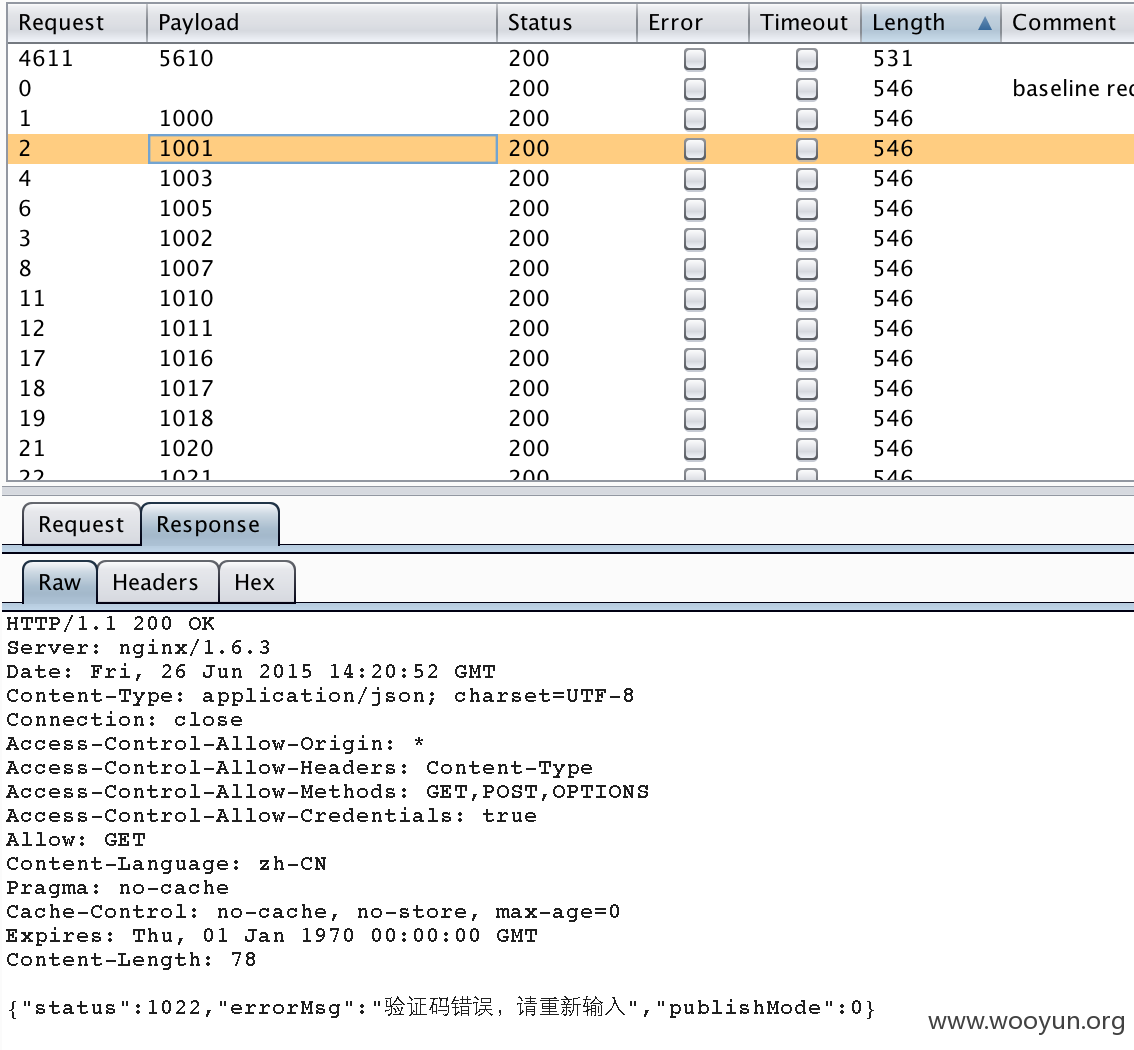 Request Payload Status Error Timeout Length Comment
4611 5610 200 531
0 200 546 baseline rec
1 1000 200 546
2 1001 200 546
4 1003 200 546
6 1005 200 546
3 1002 200 546
8 1007 200 546
11 1010 200 546
12 1011 200 546
17 1016 200 546
18 1017 200 546
19 1018 200 546
21 1020 200 546
22 1021 200 546
Request Response
Raw Headers Hex
HTTP/1.1 200 OK
Server: nginx/1.6.3
Date: Fri, 26 Jun 2015 14:20:52 GMT
Content-Type: application/json; charset=UTF-8
Connection: close
Access-Control-Allow-Origin: *
Access-Control-Allow-Headers: Content-Type
Access-Control-Allow-Methods: GET,POST,OPTIONS
Access-Control-Allow-Credentials: true
Allow: GET
Content-Language: zh-CN
Pragma: no-cache
Cache-Control: no-cache, no-store, max-age=0
Expires: Thu, 01 Jan 1970 00:00:00 GMT
Content-Length: 78
{"status":1022,"errorMsg":"验证码错误，请重新输入","publishMode":0}
www.wooyun.org